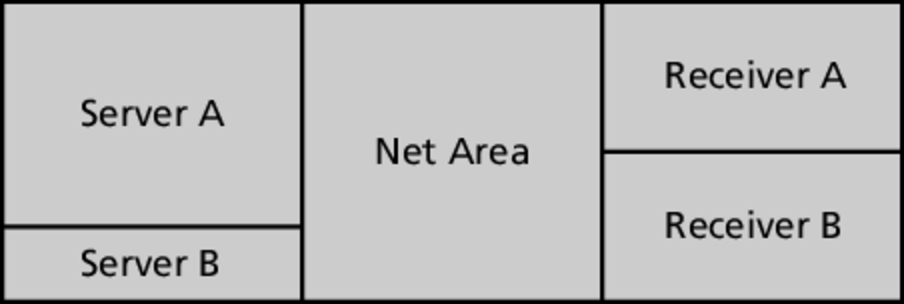 Server A
Server B
Net Area
Receiver A
Receiver B